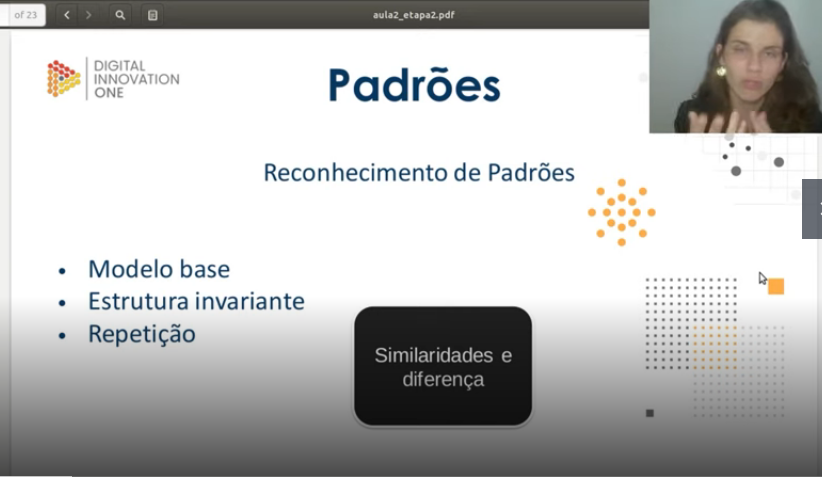 of 23
aula2_etapa2.pdf
DIGITAL
INNOVATION
ONE
Padrões
Reconhecimento de Padrões
• Modelo base
• Estrutura invariante
• Repetição
Similaridades e
diferença